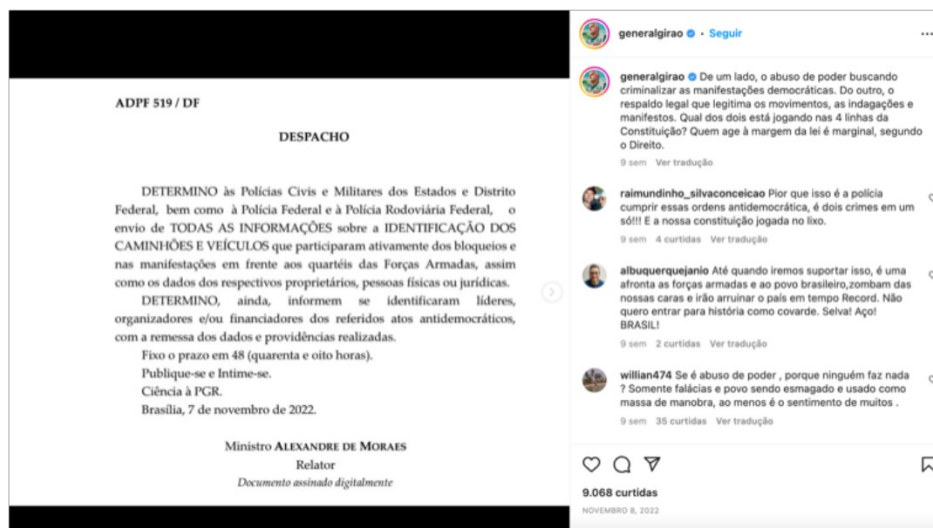 ADPF 519 / DF
DESPACHO
DETERMINO às Polícias Civis e Militares dos Estados e Distrito
Federal, bem como à Polícia Federal e à Polícia Rodoviária Federal, o
envio de TODAS AS INFORMAÇÕES sobre a IDENTIFICAÇÃO DOS
CAMINHÕES E VEÍCULOS que participaram ativamente dos bloqueios e
nas manifestações em frente aos quartéis das Forças Armadas, assim
como os dados dos respectivos proprietários, pessoas físicas ou jurídicas.
DETERMINO, ainda, informem se identificaram líderes,
organizadores e/ou financiadores dos referidos atos antidemocráticos,
com a remessa dos dados e providências realizadas.
Fixo o prazo em 48 (quarenta e oito horas).
Publique-se e Intime-se.
Ciência à PGR.
Brasília, 7 de novembro de 2022.
Ministro ALEXANDRE DE MORAES
Relator
Documento assinado digitalmente
generalgirao • Seguir
generalgirao De um lado, o abuso de poder buscando
criminalizar as manifestações democráticas. Do outro, o
respaldo legal que legitima os movimentos, as indagações e
manifestos. Qual dos dois está jogando nas 4 linhas da
Constituição? Quem age à margem da lei é marginal, segundo
o Direito.
9 sem Ver tradução
raimundinho_silvaconceicao Pior que isso é a polícia
cumprir essas ordens antidemocrática, é dois crimes em um
só!!! E a nossa constituição jogada no lixo.
9 sem 4 curtidas Ver tradução
albuquerquejanio Até quando iremos suportar isso, é uma
afronta as forças armadas e ao povo brasileiro,zombam das
nossas caras e irão arruinar o país em tempo Record. Não
quero entrar para história como covarde. Selva! Aço!
BRASIL!
9 sem 2 curtidas Ver tradução
willian474 Se é abuso de poder , porque ninguém faz nada
? Somente falácias e povo sendo esmagado e usado como
massa de manobra, ao menos é o sentimento de muitos .
9 sem 35 curtidas Ver tradução
9.068 curtidas
NOVEMBRO 8, 2022